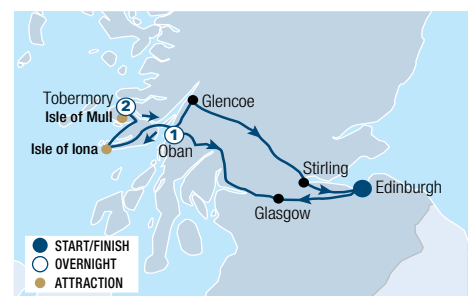 Tobermory
2
Isle of Mull
Glencoe
Isle of Iona
1
Oban
Stirling
Edinburgh
Glasgow
START/FINISH
OVERNIGHT
ATTRACTION